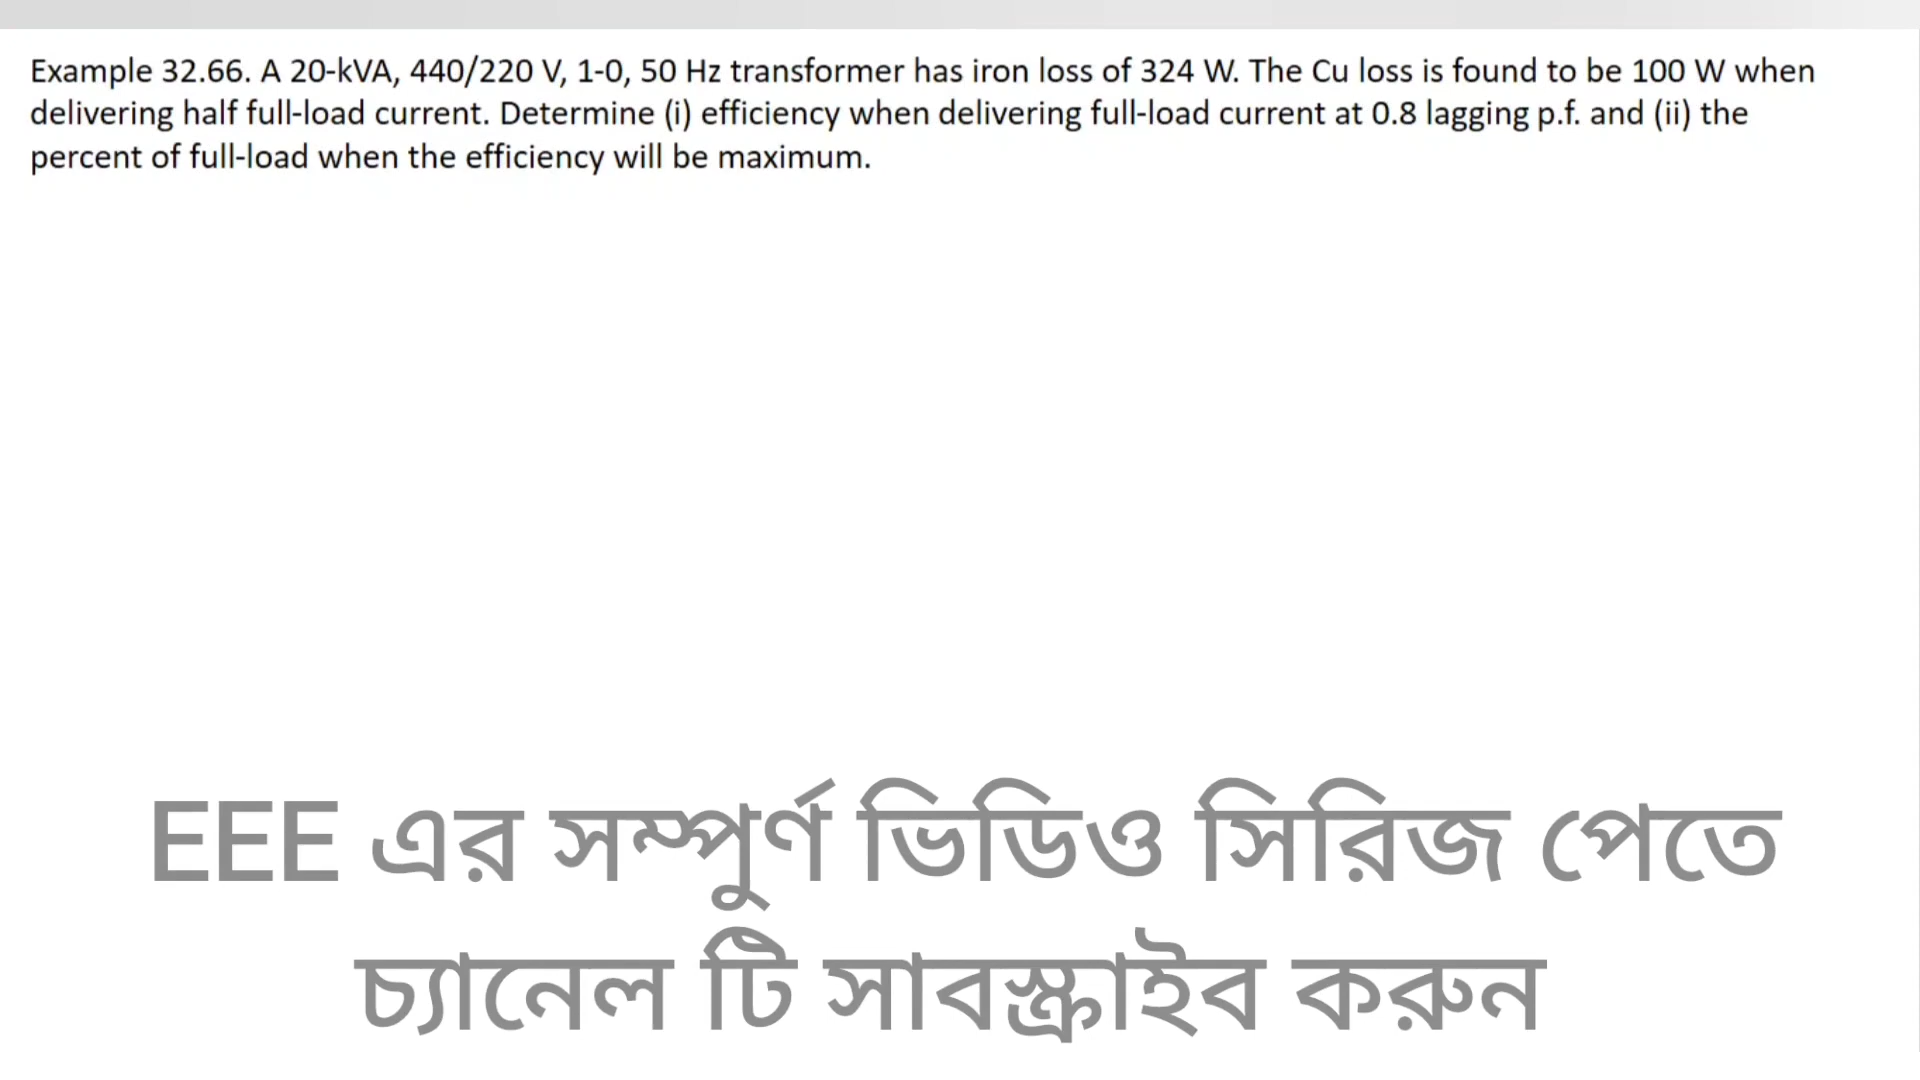 Example 32.66. A 20-kVA, 440/220 V, 1-0, 50 Hz transformer has iron loss of 324 W. The Cu loss is found to be 100 W when
delivering half full-load current. Determine (i) efficiency when delivering full-load current at 0.8 lagging p.f. and (ii) the
percent of full-load when the efficiency will be maximum.
EEE এর সম্পুর্ণ ভিডিও সিরিজ পেতে
চ্যানেল টি সাবস্ক্রাইব করুন